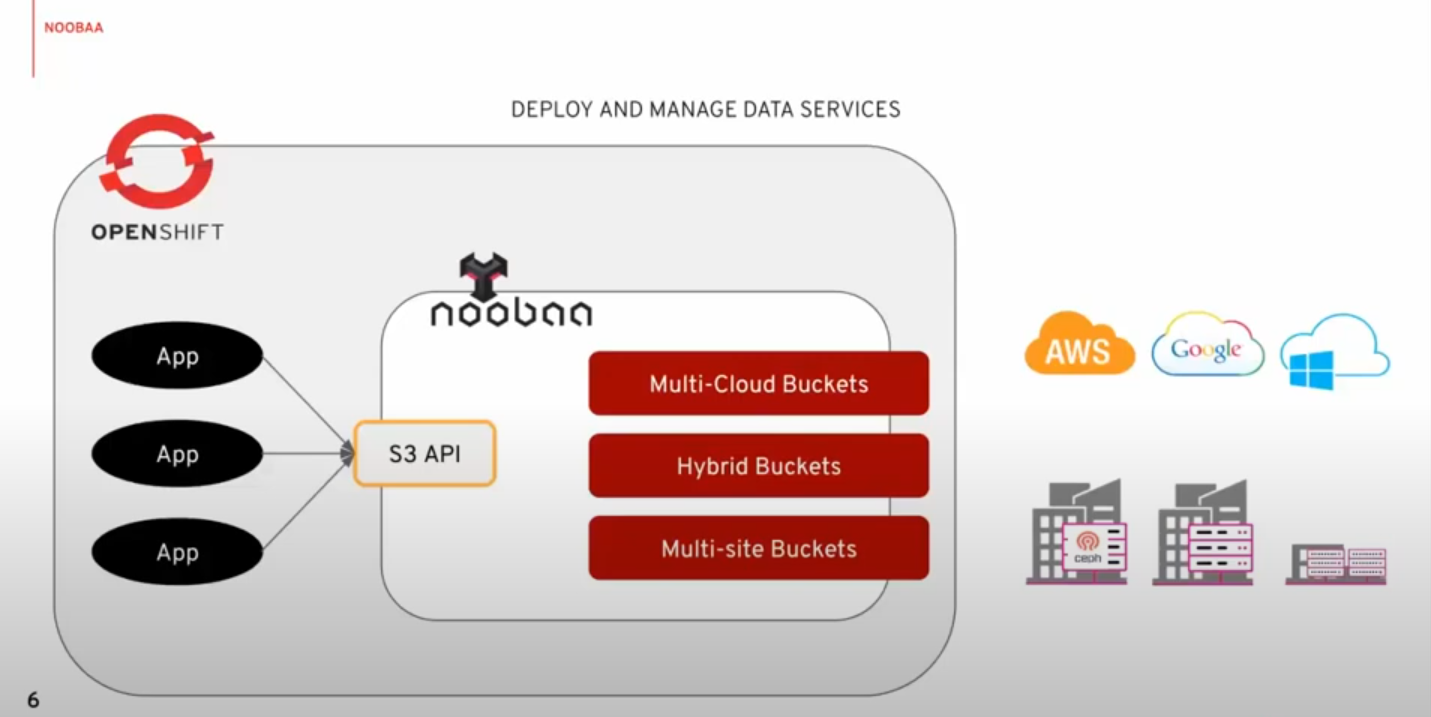 NOOBAA
DEPLOY AND MANAGE DATA SERVICES
OPENSHIFT
noobaa
App
App
App
S3 API
Multi-Cloud Buckets
Hybrid Buckets
Multi-site Buckets
AWS
Google
ceph
6